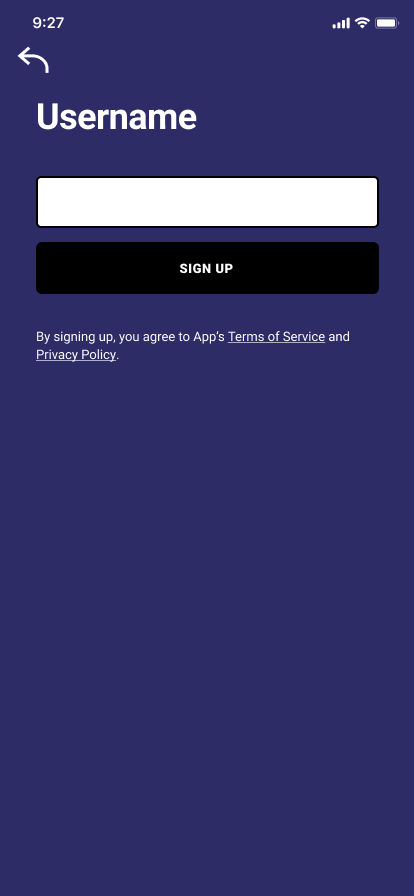 9:27
Username
SIGN UP
By signing up, you agree to App's Terms of Service and
Privacy Policy.